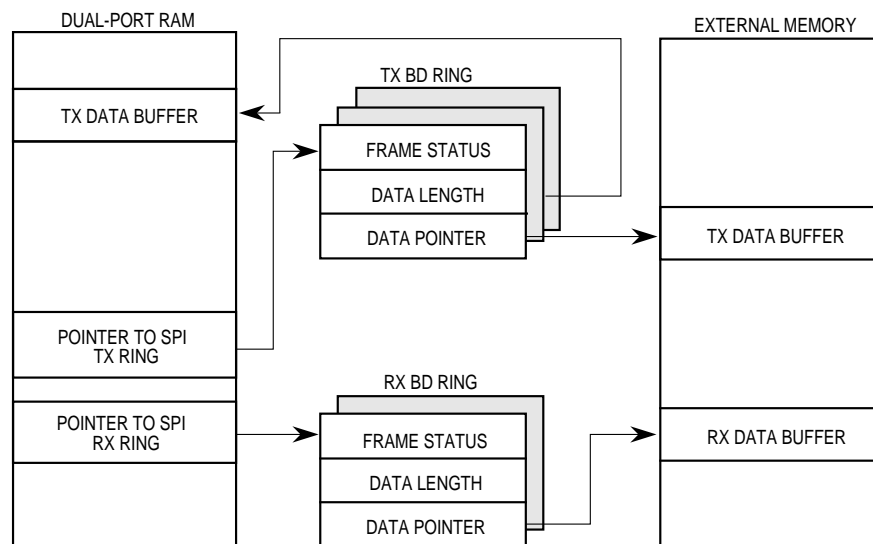 DUAL-PORT RAM
TX DATA BUFFER
POINTER TO SPI
TX RING
POINTER TO SPI
RX RING
TX BD RING
FRAME STATUS
DATA LENGTH
DATA POINTER
RX BD RING
FRAME STATUS
DATA LENGTH
DATA POINTER
EXTERNAL MEMORY
TX DATA BUFFER
RX DATA BUFFER